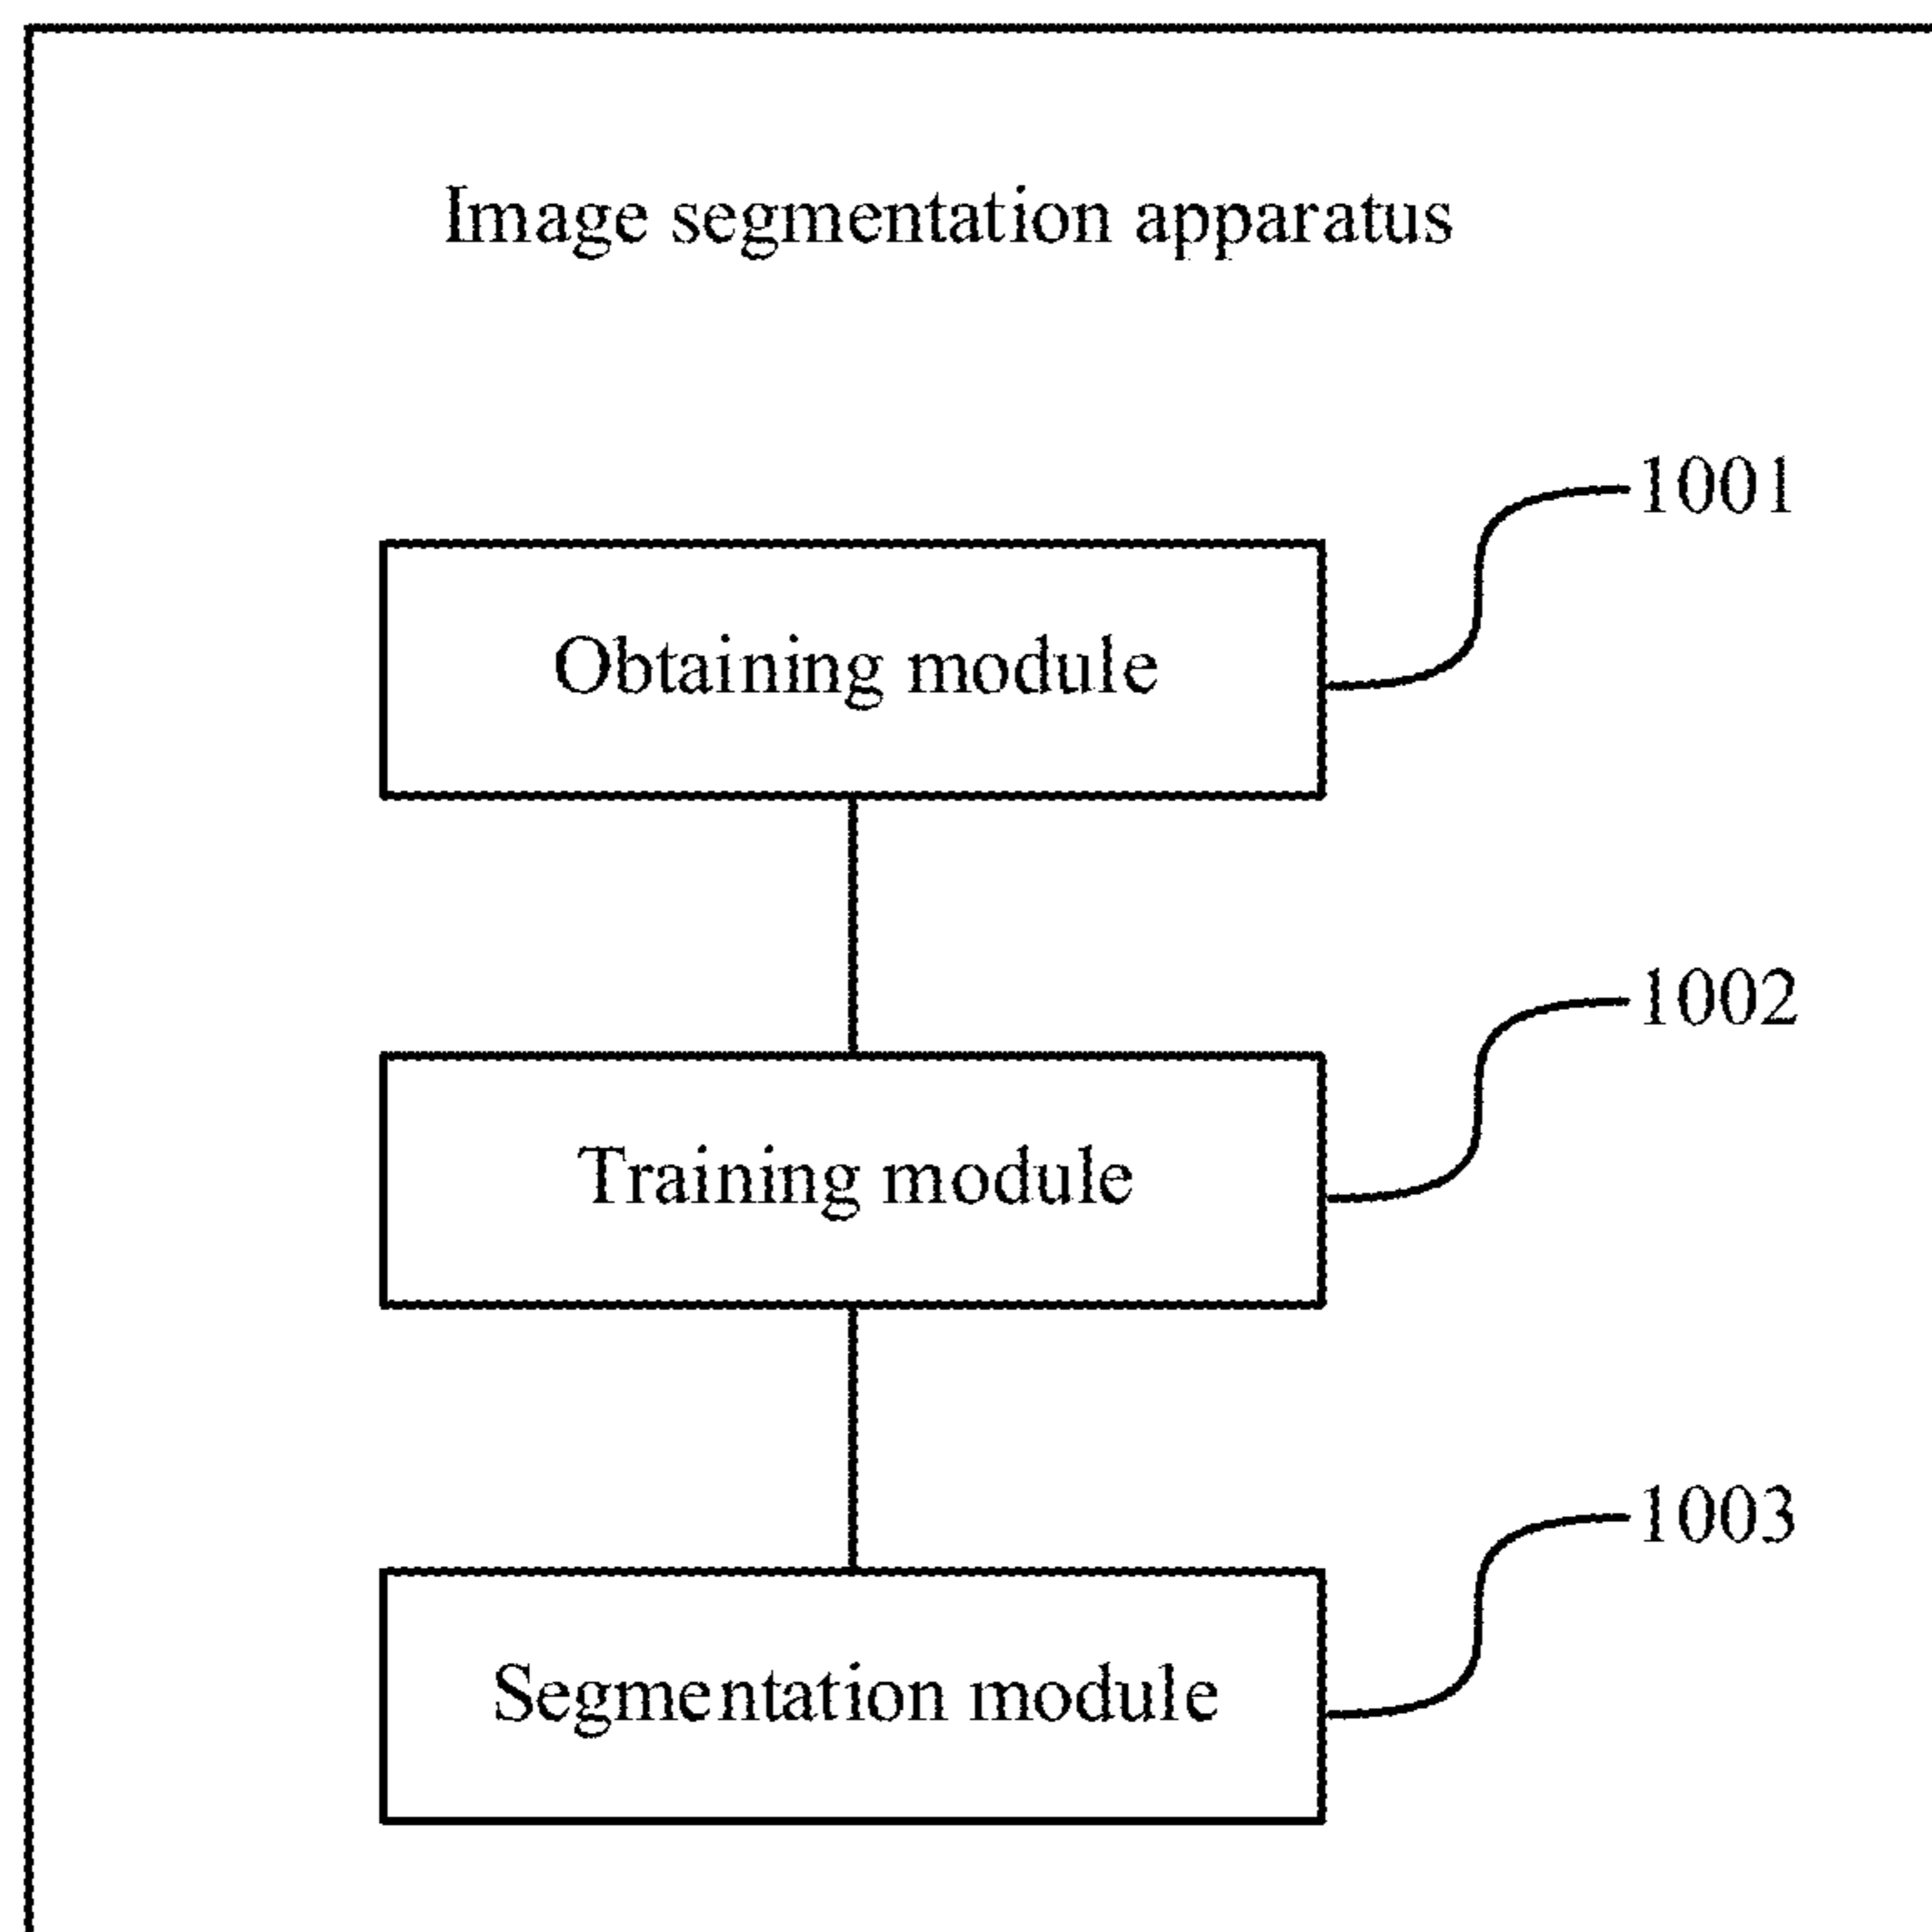 Image segmentation apparatus
1001
Obtaining module
1002
Training module
1003
Segmentation module